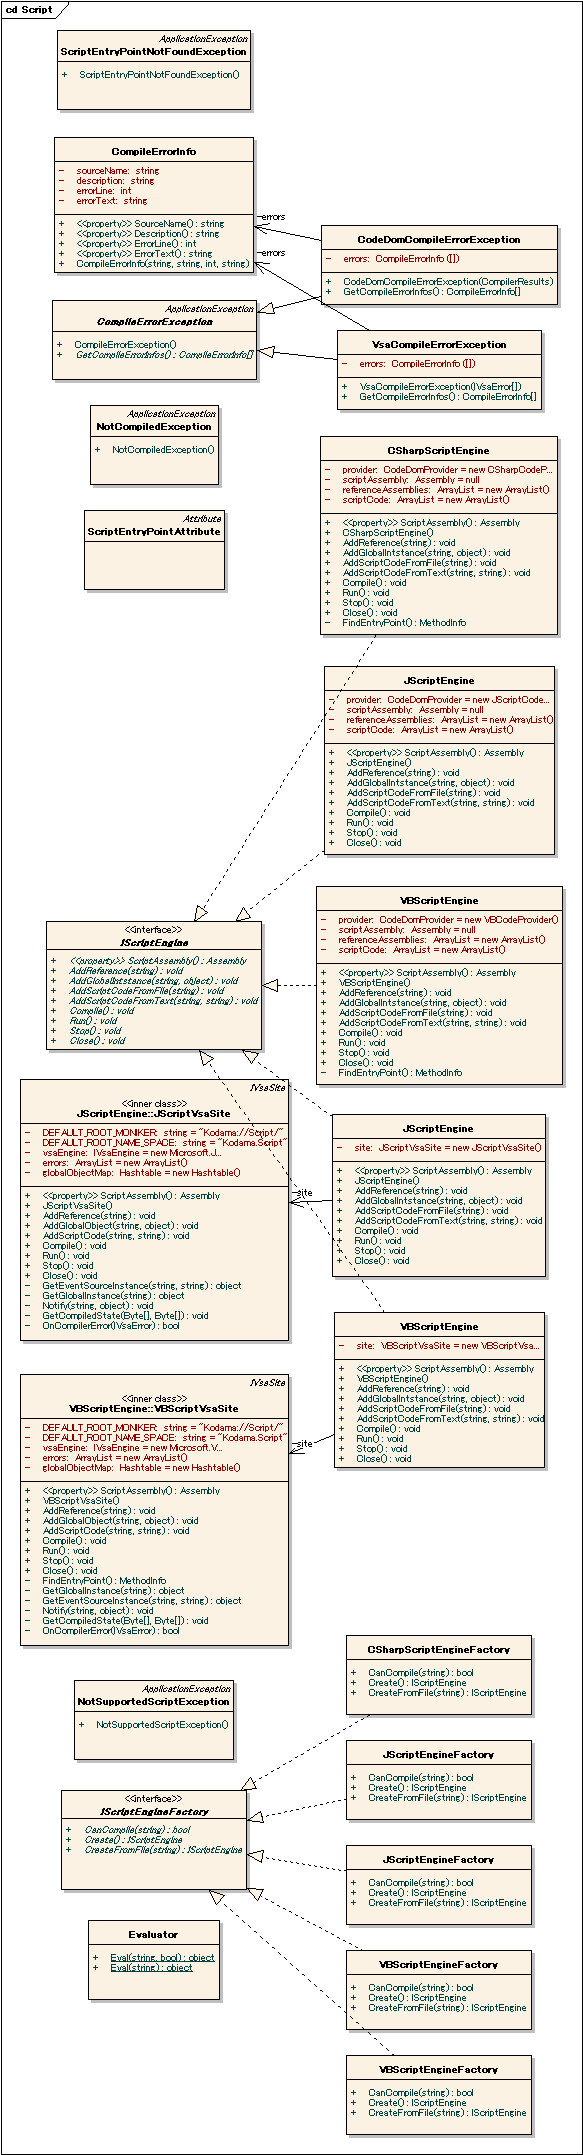 cd Script
ApplicationException
ScriptEntryPointNotFoundException
+ ScriptEntryPointNotFoundException()
CompileErrorInfo
- sourceName: string
- description: string
- errorLine: int
- errorText: string
+ <<property>> SourceName() : string
+ <<property>> Description() : string
+ <<property>> ErrorLine() : int
+ <<property>> ErrorText() : string
+ CompileErrorInfo(string, string, int, string)
-errors
-errors
CodeDomCompileErrorException
- errors: CompileErrorInfo ([])
+ CodeDomCompileErrorException(CompilerResults)
+ GetCompileErrorInfos() : CompileErrorInfo[]
ApplicationException
CompileErrorException
+ CompileErrorException()
+ GetCompileErrorInfos() : CompileErrorInfo[]
VsaCompileErrorException
- errors: CompileErrorInfo ([])
+ VsaCompileErrorException(IVsaError[])
+ GetCompileErrorInfos() : CompileErrorInfo[]
ApplicationException
NotCompiledException
+ NotCompiledException()
CSharpScriptEngine
- provider: CodeDomProvider = new CSharpCodeP...
- scriptAssembly: Assembly = null
- referenceAssemblies: ArrayList = new ArrayList()
- scriptCode: ArrayList = new ArrayList()
+ <<property>> ScriptAssembly() : Assembly
+ CSharpScriptEngine()
+ AddReference(string) : void
+ AddGlobalIntstance(string, object) : void
+ AddScriptCodeFromFile(string) : void
+ AddScriptCodeFromText(string, string) : void
+ Compile() : void
+ Run() : void
+ Stop() : void
+ Close() : void
- FindEntryPoint() : MethodInfo
Attribute
ScriptEntryPointAttribute
JScriptEngine
- provider: CodeDomProvider = new JScriptCode...
- scriptAssembly: Assembly = null
- referenceAssemblies: ArrayList = new ArrayList()
- scriptCode: ArrayList = new ArrayList()
+ <<property>> ScriptAssembly() : Assembly
+ JScriptEngine()
+ AddReference(string) : void
+ AddGlobalIntstance(string, object) : void
+ AddScriptCodeFromFile(string) : void
+ AddScriptCodeFromText(string, string) : void
+ Compile() : void
+ Run() : void
+ Stop() : void
+ Close() : void
VBScriptEngine
- provider: CodeDomProvider = new VBCodeProvider()
- scriptAssembly: Assembly = null
- referenceAssemblies: ArrayList = new ArrayList()
- scriptCode: ArrayList = new ArrayList()
+ <<property>> ScriptAssembly() : Assembly
+ VBScriptEngine()
+ AddReference(string) : void
+ AddGlobalIntstance(string, object) : void
+ AddScriptCodeFromFile(string) : void
+ AddScriptCodeFromText(string, string) : void
+ Compile() : void
+ Run() : void
+ Stop() : void
+ Close() : void
- FindEntryPoint() : MethodInfo
<<interface>>
IScriptEngine
+ <<property>> ScriptAssembly() : Assembly
+ AddReference(string) : void
+ AddGlobalIntstance(string, object) : void
+ AddScriptCodeFromFile(string) : void
+ AddScriptCodeFromText(string, string) : void
+ Compile() : void
+ Run() : void
+ Stop() : void
+ Close() : void
IVsaSite
<<inner class>>
JScriptEngine::JScriptVsaSite
- DEFAULT_ROOT_MONIKER: string = "Kodama://Script/"
- DEFAULT_ROOT_NAME_SPACE: string = "Kodama.Script"
- vsaEngine: IVsaEngine = new Microsoft.J...
- errors: ArrayList = new ArrayList()
- globalObjectMap: Hashtable = new Hashtable()
+ <<property>> ScriptAssembly() : Assembly
+ JScriptVsaSite()
+ AddReference(string) : void
+ AddGlobalObject(string, object) : void
+ AddScriptCode(string, string) : void
+ Compile() : void
+ Run() : void
+ Stop() : void
+ Close() : void
- GetEventSourceInstance(string, string) : object
- GetGlobalInstance(string) : object
- Notify(string, object) : void
- GetCompiledState(Byte[], Byte[]) : void
- OnCompilerError(IVsaError) : bool
-site
JScriptEngine
- site: JScriptVsaSite = new JScriptVsaSite()
+ <<property>> ScriptAssembly() : Assembly
+ JScriptEngine()
+ AddReference(string) : void
+ AddGlobalIntstance(string, object) : void
+ AddScriptCodeFromFile(string) : void
+ AddScriptCodeFromText(string, string) : void
+ Compile() : void
+ Run() : void
+ Stop() : void
+ Close() : void
VBScriptEngine
- site: VBScriptVsaSite = new VBScriptVsa...
+ <<property>> ScriptAssembly() : Assembly
+ VBScriptEngine()
+ AddReference(string) : void
+ AddGlobalIntstance(string, object) : void
+ AddScriptCodeFromFile(string) : void
+ AddScriptCodeFromText(string, string) : void
+ Compile() : void
+ Run() : void
+ Stop() : void
+ Close() : void
IVsaSite
<<inner class>>
VBScriptEngine::VBScriptVsaSite
- DEFAULT_ROOT_MONIKER: string = "Kodama://Script/"
- DEFAULT_ROOT_NAME_SPACE: string = "Kodama.Script"
- vsaEngine: IVsaEngine = new Microsoft.V...
- errors: ArrayList = new ArrayList()
- globalObjectMap: Hashtable = new Hashtable()
+ <<property>> ScriptAssembly() : Assembly
+ VBScriptVsaSite()
+ AddReference(string) : void
+ AddGlobalObject(string, object) : void
+ AddScriptCode(string, string) : void
+ Compile() : void
+ Run() : void
+ Stop() : void
+ Close() : void
- FindEntryPoint() : MethodInfo
- GetGlobalInstance(string) : object
- GetEventSourceInstance(string, string) : object
- Notify(string, object) : void
- GetCompiledState(Byte[], Byte[]) : void
- OnCompilerError(IVsaError) : bool
-site
CSharpScriptEngineFactory
+ CanCompile(string) : bool
+ Create() : IScriptEngine
+ CreateFromFile(string) : IScriptEngine
ApplicationException
NotSupportedScriptException
+ NotSupportedScriptException()
JScriptEngineFactory
+ CanCompile(string) : bool
+ Create() : IScriptEngine
+ CreateFromFile(string) : IScriptEngine
<<interface>>
IScriptEngineFactory
+ CanCompile(string) : bool
+ Create() : IScriptEngine
+ CreateFromFile(string) : IScriptEngine
JScriptEngineFactory
+ CanCompile(string) : bool
+ Create() : IScriptEngine
+ CreateFromFile(string) : IScriptEngine
Evaluator
+ Eval(string, bool) : object
+ Eval(string) : object
VBScriptEngineFactory
+ CanCompile(string) : bool
+ Create() : IScriptEngine
+ CreateFromFile(string) : IScriptEngine
VBScriptEngineFactory
+ CanCompile(string) : bool
+ Create() : IScriptEngine
+ CreateFromFile(string) : IScriptEngine